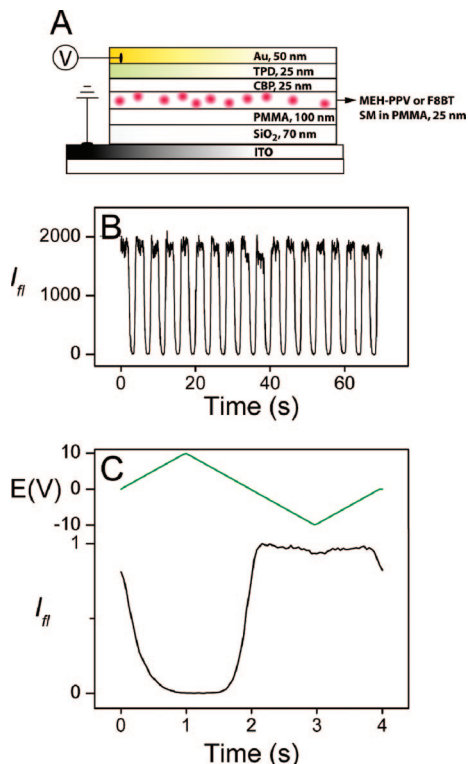 A
V
Au, 50 nm
TPD, 25 nm
CBP, 25 nm
MEH-PPV or F8BT
SM in PMMA, 25 nm
PMMA, 100 nm
SiO₂, 70 nm
ITO
B
2000
1000
0
I_fl
0 20 40 60
Time (s)
C
10
0
-10
E(V)
1
0
I_fl
0 1 2 3 4
Time (s)